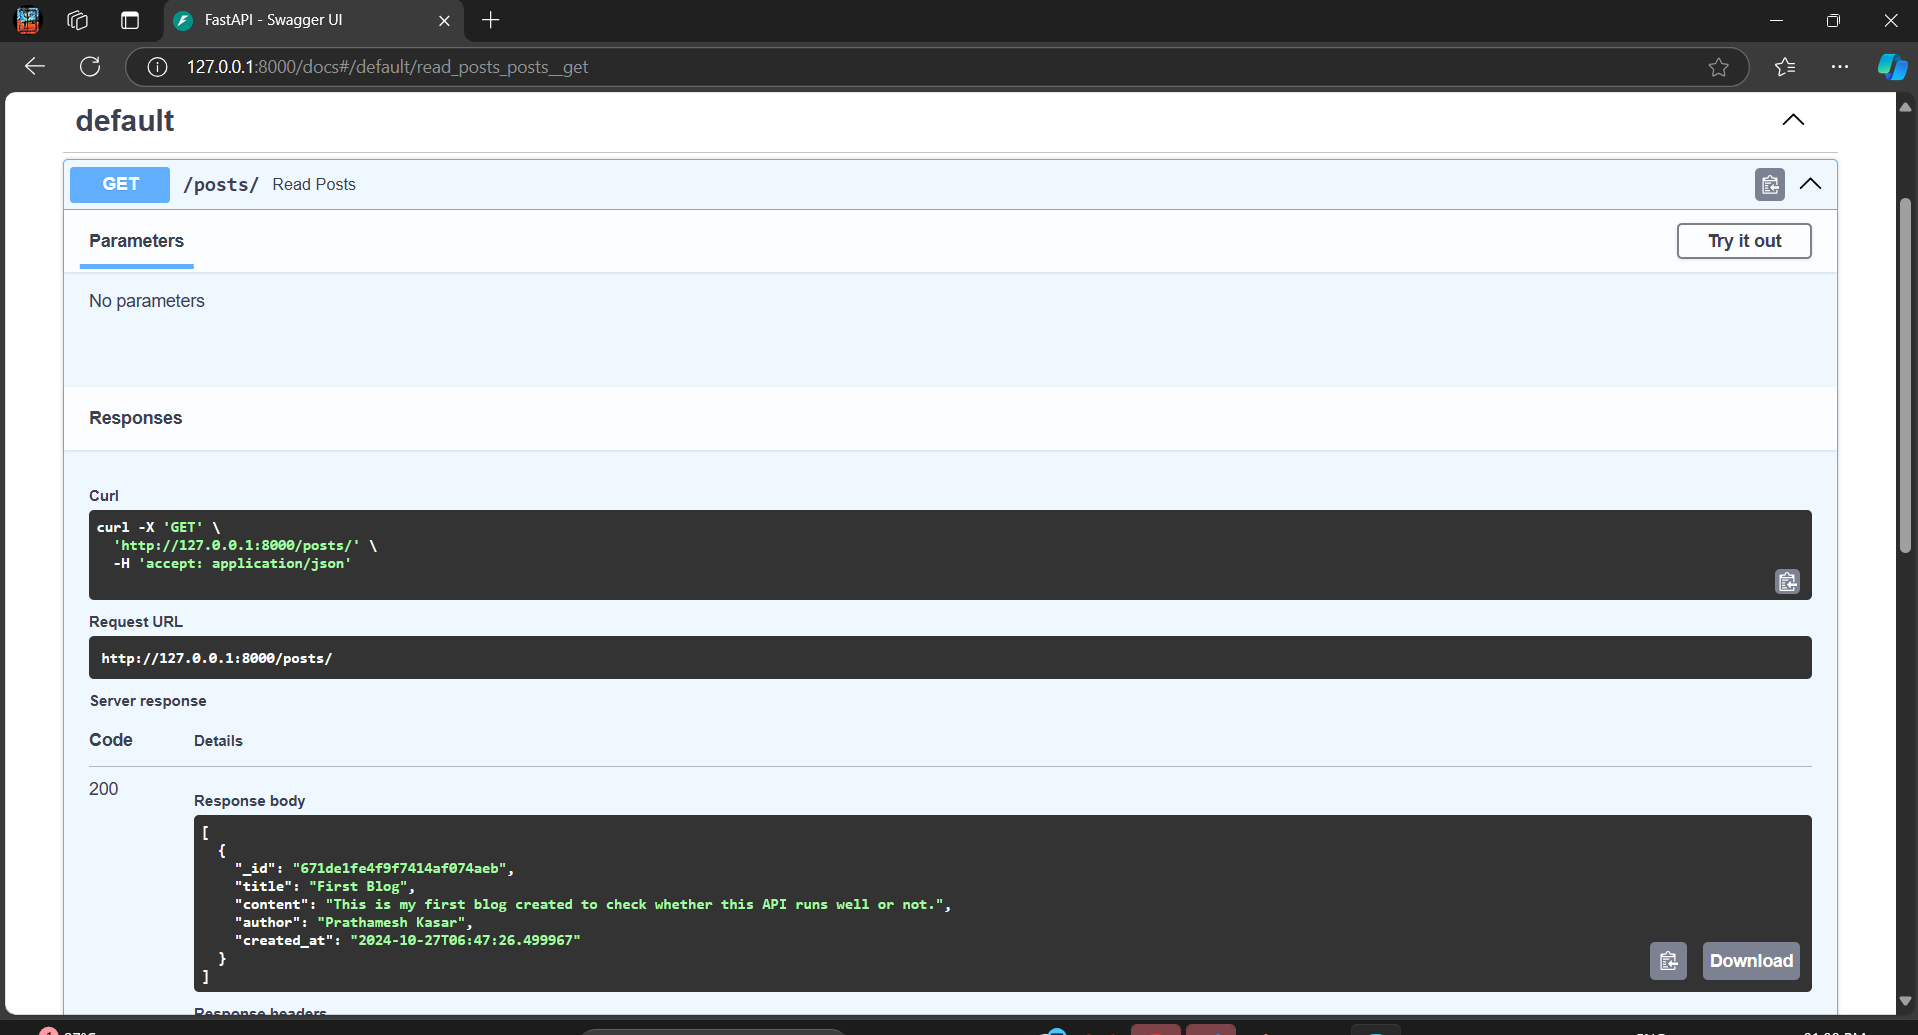 FastAPI - Swagger UI
127.0.0.1:8000/docs#/default/read_posts_posts__get
default
GET /posts/ Read Posts
Parameters
Try it out
No parameters
Responses
Curl
curl -X 'GET' \
'http://127.0.0.1:8000/posts/' \
-H 'accept: application/json'
Request URL
http://127.0.0.1:8000/posts/
Server response
Code Details
200
Response body
[
{
"_id": "671de1fe4f9f7414af074aeb",
"title": "First Blog",
"content": "This is my first blog created to check whether this API runs well or not.",
"author": "Prathamesh Kasar",
"created_at": "2024-10-27T06:47:26.499967"
}
]
Download
Response headers